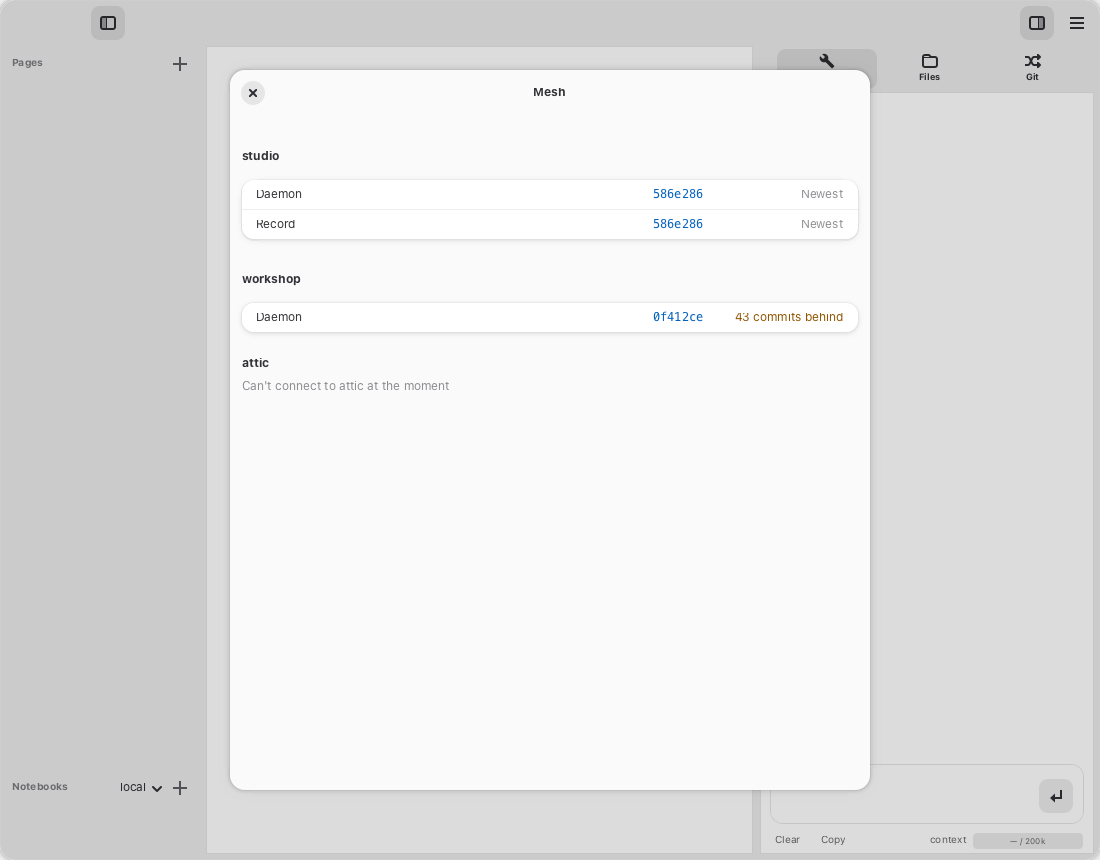 Pages
Files
Git
Mesh
studio
Daemon 586e286 Newest
Record 586e286 Newest
workshop
Daemon 0f412ce 43 commits behind
attic
Can't connect to attic at the moment
Notebooks local
Clear Copy context — / 200k